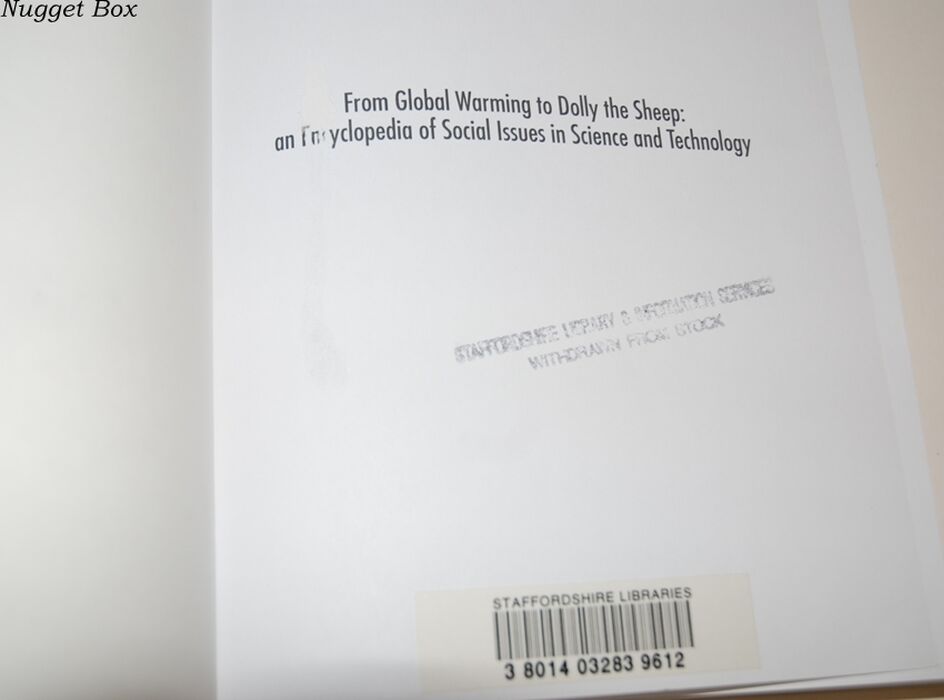 Nugget Box
From Global Warming to Dolly the Sheep:
an Encyclopedia of Social Issues in Science and Technology
STAFFORDSHIRE LIBRARY & INFORMATION SERVICES
WITHDRAWN FROM STOCK
STAFFORDSHIRE LIBRARIES
3 8014 03283 9612